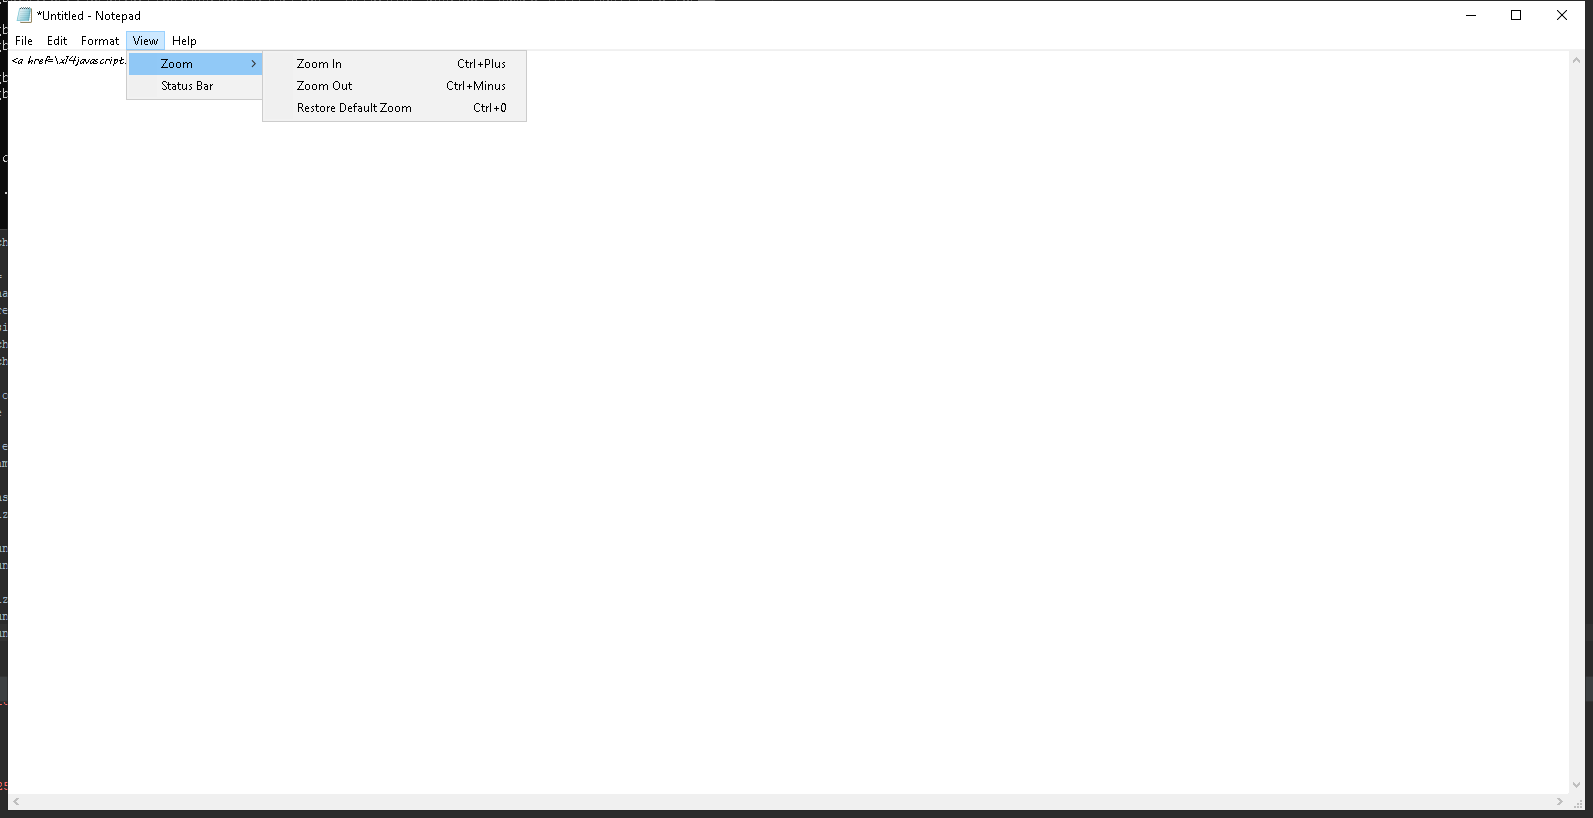 *Untitled - Notepad
File Edit Format View Help
<a href=\x14javascript:
Zoom
Status Bar
Zoom In Ctrl+Plus
Zoom Out Ctrl+Minus
Restore Default Zoom Ctrl+0